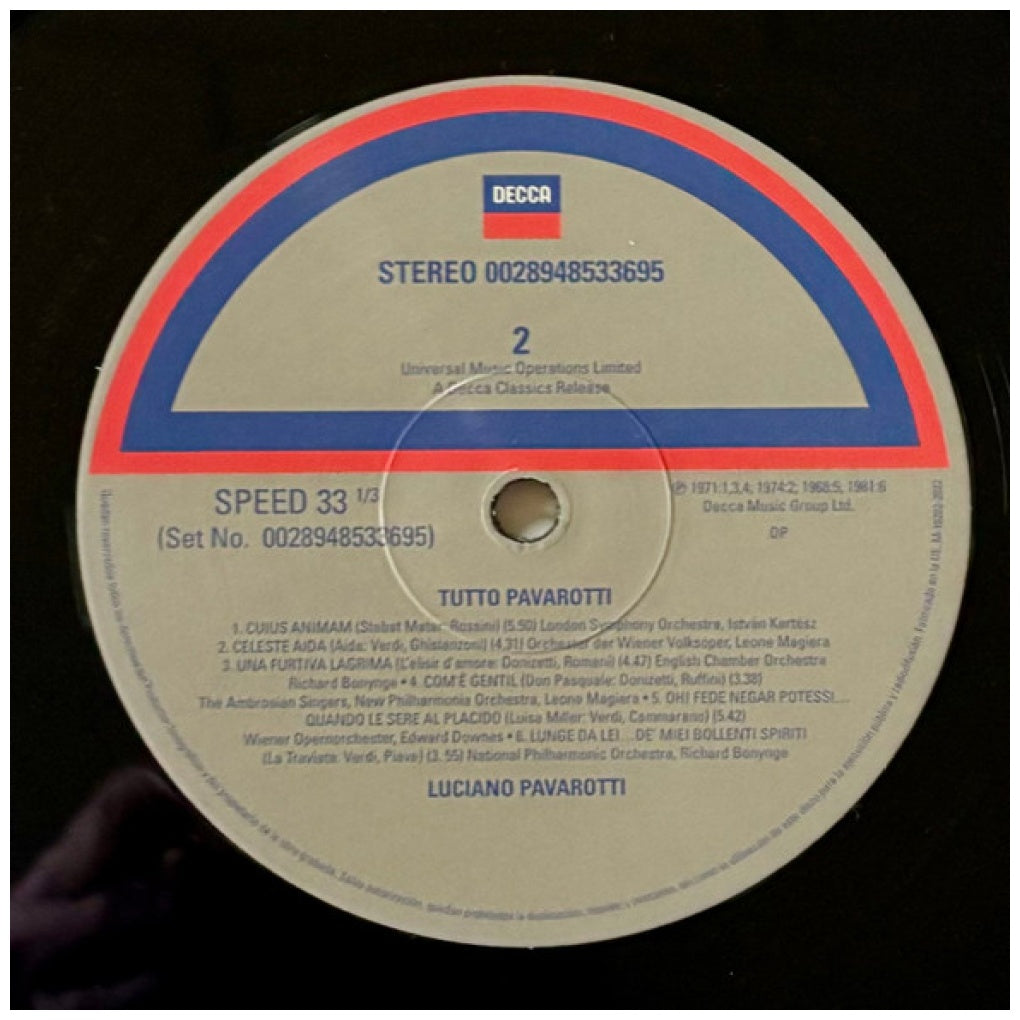 DECCA
STEREO 0028948533695
2
Universal Music Operations Limited
A Decca Classics Release
SPEED 33 1/3
(Set No. 0028948533695)
℗ 1971:1,3,4; 1974:2; 1968:5, 1981:6
Decca Music Group Ltd.
DP
TUTTO PAVAROTTI
1. CUIUS ANIMAM (Stabat Mater: Rossini) (5.50) London Symphony Orchestra, István Kertész
2. CELESTE AIDA (Aida: Verdi, Ghislanzoni) (4.31) Orchester der Wiener Volksoper, Leone Magiera
3. UNA FURTIVA LAGRIMA (L'elisir d'amore: Donizetti, Romani) (4.47) English Chamber Orchestra
Richard Bonynge • 4. COM'È GENTIL (Don Pasquale: Donizetti, Ruffini) (3.38)
The Ambrosian Singers, New Philharmonia Orchestra, Leone Magiera • 5. OH! FEDE NEGAR POTESSI...
QUANDO LE SERE AL PLACIDO (Luisa Miller: Verdi, Cammarano) (5.42)
Wiener Opernorchester, Edward Downes • 6. LUNGE DA LEI...DE' MIEI BOLLENTI SPIRITI
(La Traviata: Verdi, Piave) (3. 55) National Philharmonic Orchestra, Richard Bonynge
LUCIANO PAVAROTTI